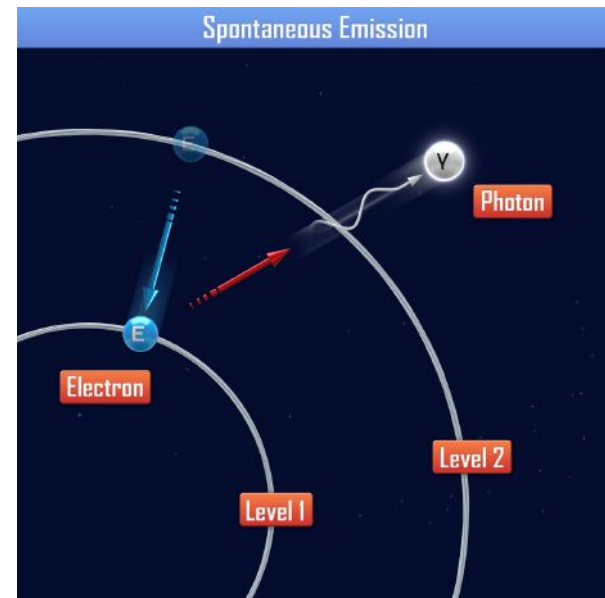 Spontaneous Emission
E
Y
Photon
E
Electron
Level 2
Level 1